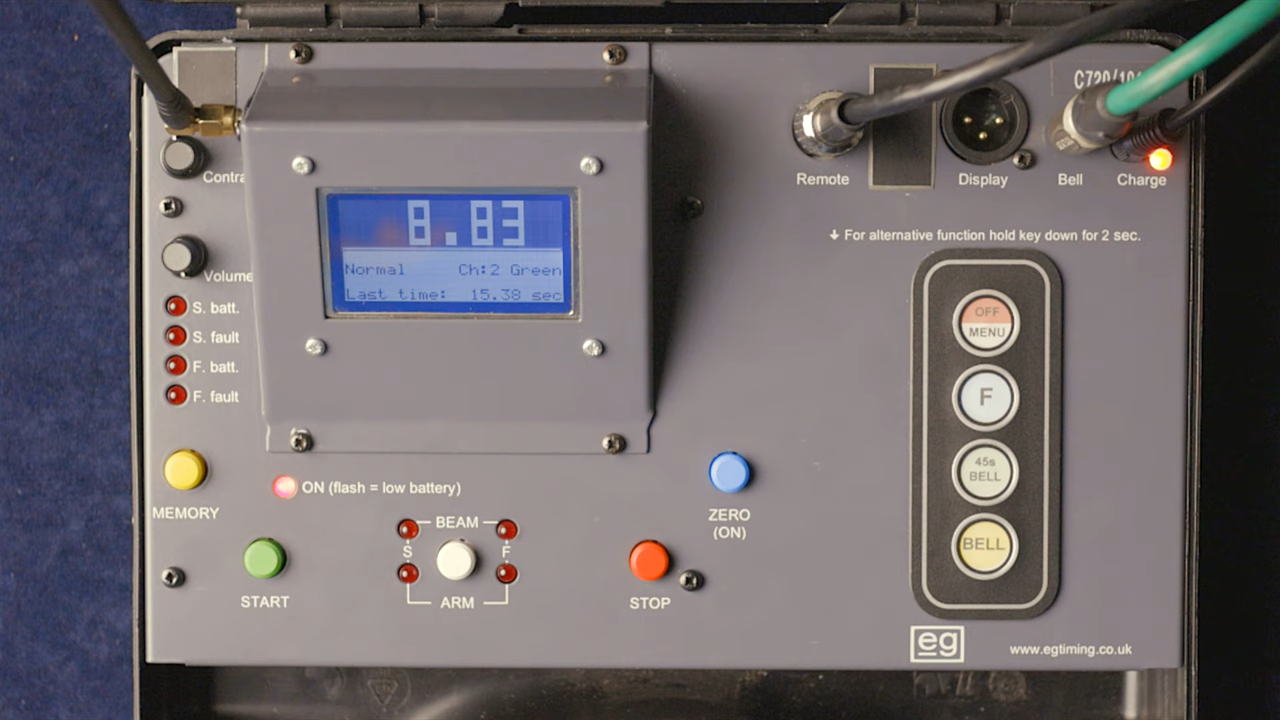 C720/10
Remote
Display
Bell
Charge
Volume
8.83
Normal Ch:2 Green
Last time: 15.38 sec
↓ For alternative function hold key down for 2 sec.
S. batt.
S. fault
F. batt.
F. fault
OFF
MENU
F
45s
BELL
BELL
MEMORY
ON (flash = low battery)
ZERO
(ON)
BEAM
S F
ARM
START
STOP
eg
www.egtiming.co.uk